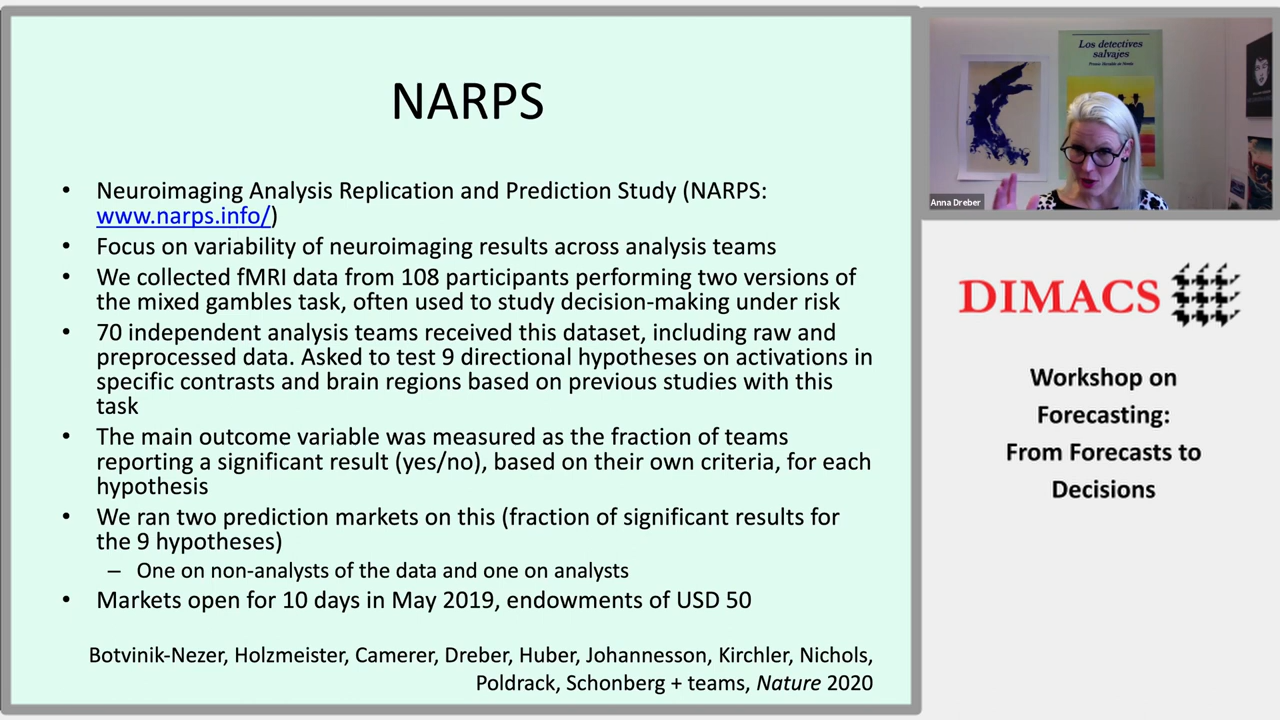 NARPS
• Neuroimaging Analysis Replication and Prediction Study (NARPS:
www.narps.info/)
• Focus on variability of neuroimaging results across analysis teams
• We collected fMRI data from 108 participants performing two versions of
the mixed gambles task, often used to study decision-making under risk
• 70 independent analysis teams received this dataset, including raw and
preprocessed data. Asked to test 9 directional hypotheses on activations in
specific contrasts and brain regions based on previous studies with this
task
• The main outcome variable was measured as the fraction of teams
reporting a significant result (yes/no), based on their own criteria, for each
hypothesis
• We ran two prediction markets on this (fraction of significant results for
the 9 hypotheses)
– One on non-analysts of the data and one on analysts
• Markets open for 10 days in May 2019, endowments of USD 50
Botvinik-Nezer, Holzmeister, Camerer, Dreber, Huber, Johannesson, Kirchler, Nichols,
Poldrack, Schonberg + teams, Nature 2020
Los detectives
salvajes
Anna Dreber
DIMACS
Workshop on
Forecasting:
From Forecasts to
Decisions